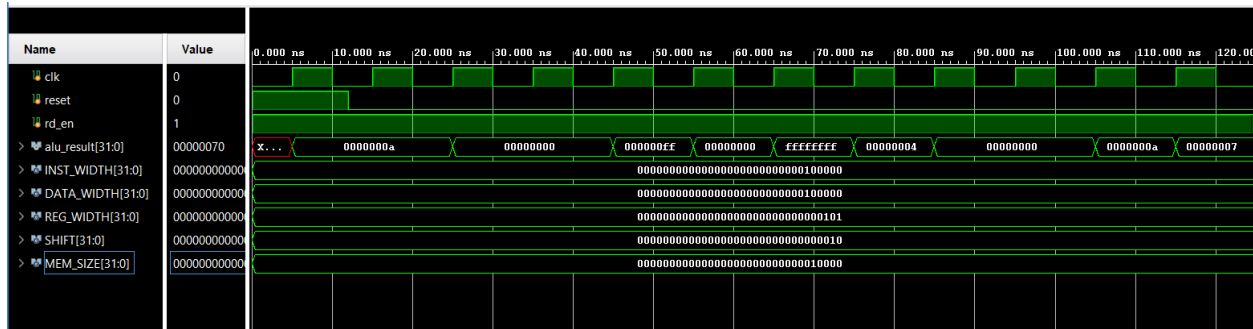 Name Value 0.000 ns 10.000 ns 20.000 ns 30.000 ns 40.000 ns 50.000 ns 60.000 ns 70.000 ns 80.000 ns 90.000 ns 100.000 ns 110.000 ns 120.00
clk 0
reset 0
rd_en 1
alu_result[31:0] 00000070 X... 0000000a 00000000 000000ff 00000000 ffffffff 00000004 00000000 0000000a 00000007
INST_WIDTH[31:0] 00000000000 00000000000000000000000000100000
DATA_WIDTH[31:0] 00000000000 00000000000000000000000000100000
REG_WIDTH[31:0] 00000000000 00000000000000000000000000000101
SHIFT[31:0] 00000000000 00000000000000000000000000000010
MEM_SIZE[31:0] 00000000000 00000000000000000000000000010000